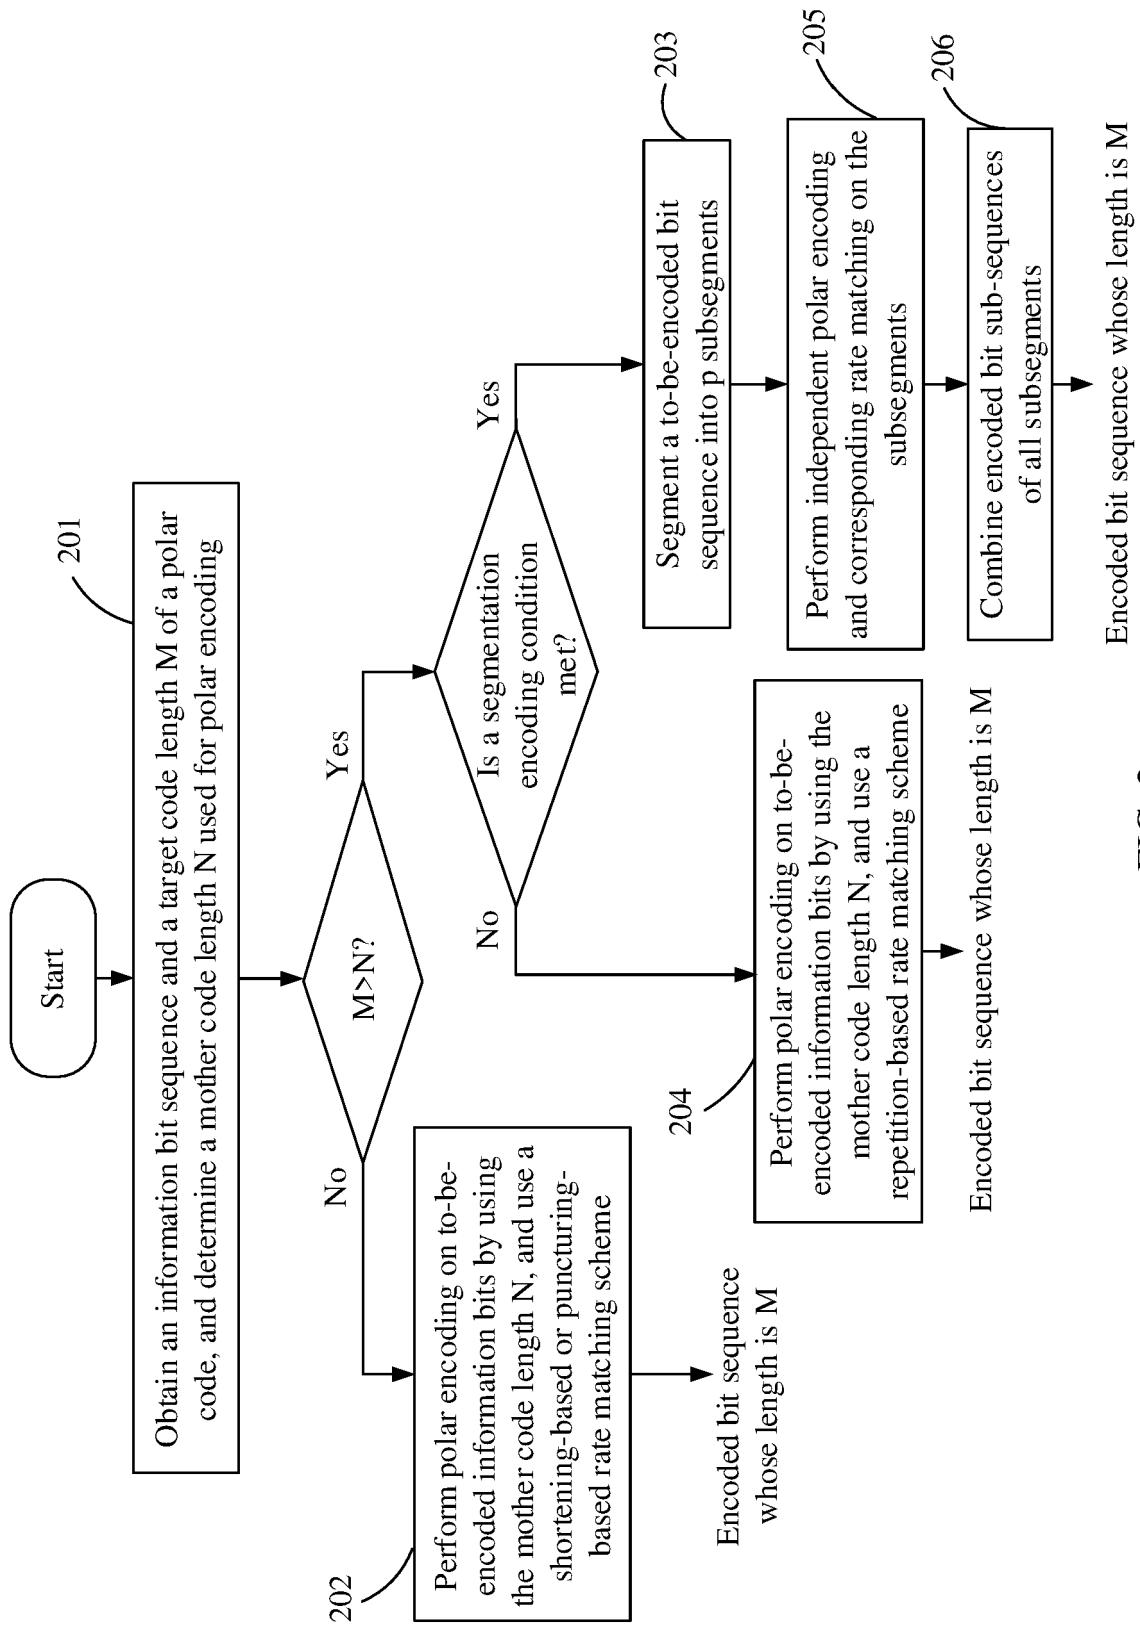 Start
201
Obtain an information bit sequence and a target code length M of a polar
code, and determine a mother code length N used for polar encoding
M>N?
No
Yes
202
Perform polar encoding on to-be-
encoded information bits by using
the mother code length N, and use a
shortening-based or puncturing-
based rate matching scheme
Encoded bit sequence
whose length is M
Is a segmentation
encoding condition
met?
No
Yes
204
Perform polar encoding on to-be-
encoded information bits by using the
mother code length N, and use a
repetition-based rate matching scheme
Encoded bit sequence whose length is M
203
Segment a to-be-encoded bit
sequence into p subsegments
205
Perform independent polar encoding
and corresponding rate matching on the
subsegments
206
Combine encoded bit sub-sequences
of all subsegments
Encoded bit sequence whose length is M